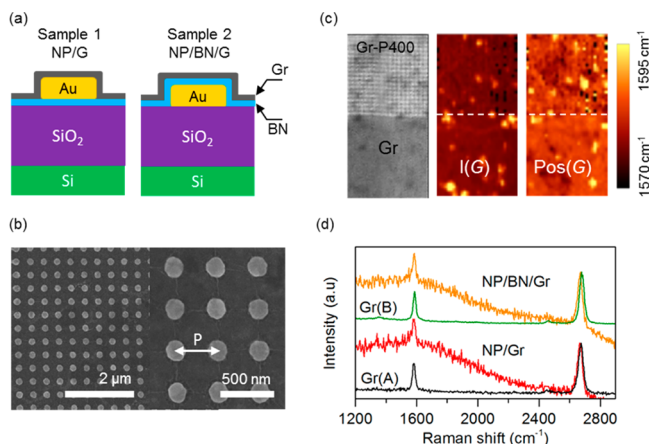 (a)
Sample 1
NP/G
Sample 2
NP/BN/G
Au
Au
Gr
BN
SiO₂
SiO₂
Si
Si
(b)
2 µm
P
500 nm
(c)
Gr-P400
Gr
I(G)
Pos(G)
1595 cm⁻¹
1570 cm⁻¹
(d)
Intensity (a.u)
NP/BN/Gr
Gr(B)
NP/Gr
Gr(A)
1200 1600 2000 2400 2800
Raman shift (cm⁻¹)